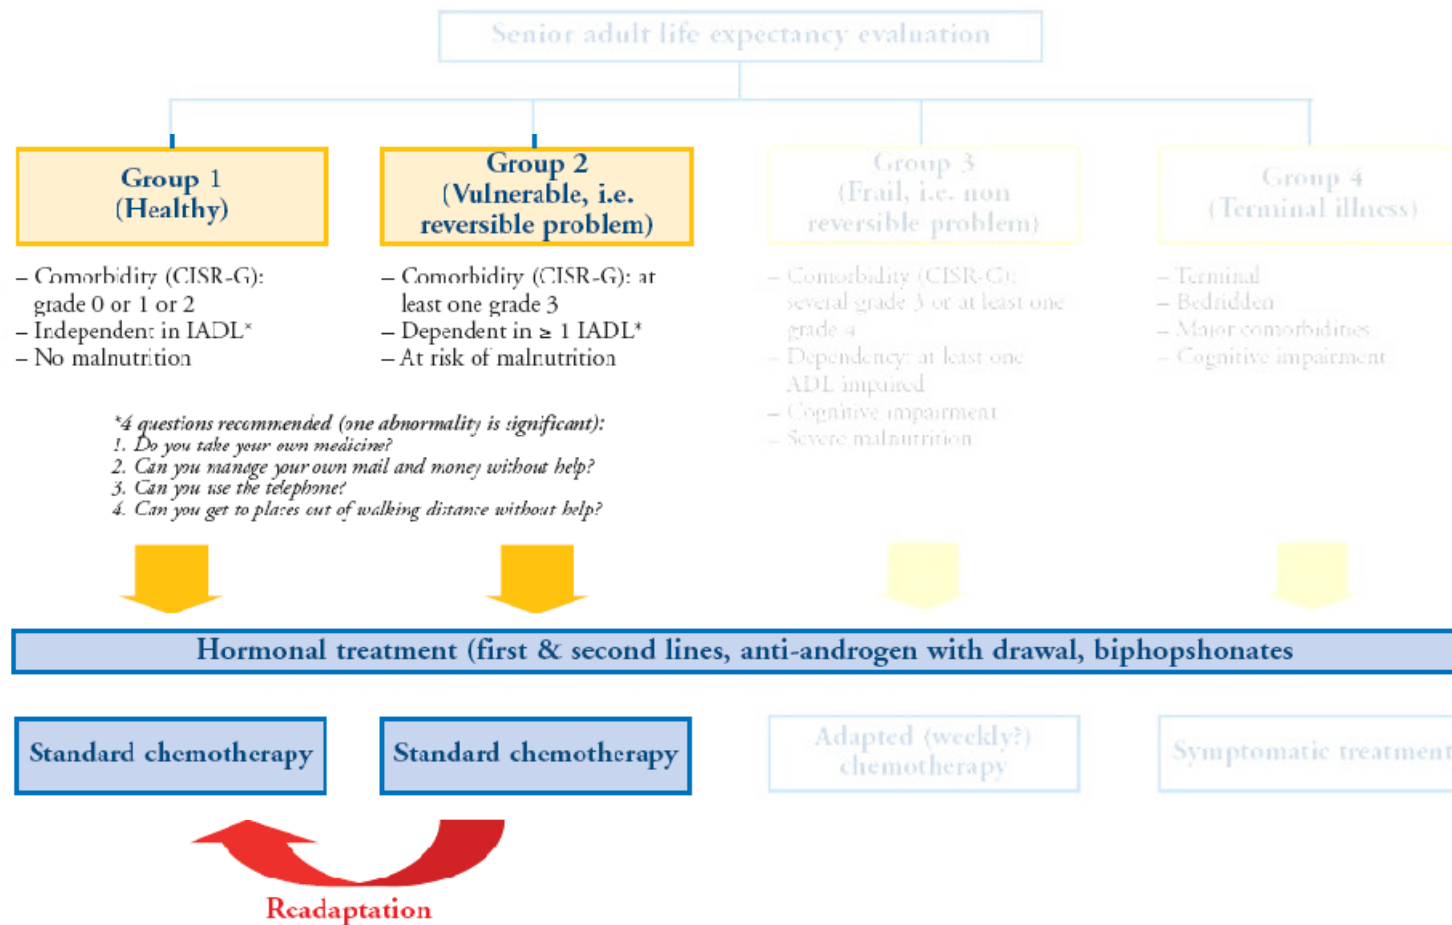 Senior adult life expectancy evaluation
Group 1
(Healthy)
– Comorbidity (CISR-G):
grade 0 or 1 or 2
– Independent in IADL*
– No malnutrition
Group 2
(Vulnerable, i.e.
reversible problem)
– Comorbidity (CISR-G): at
least one grade 3
– Dependent in ≥ 1 IADL*
– At risk of malnutrition
Group 3
(Frail, i.e. non
reversible problem)
– Comorbidity (CISR-G):
several grade 3 or at least one
grade 4
– Dependency: at least one
ADL impaired
– Cognitive impairment
– Severe malnutrition
Group 4
(Terminal illness)
– Terminal
– Bedridden
– Major comorbidities
– Cognitive impairment
*4 questions recommended (one abnormality is significant):
1. Do you take your own medicine?
2. Can you manage your own mail and money without help?
3. Can you use the telephone?
4. Can you get to places out of walking distance without help?
Hormonal treatment (first & second lines, anti-androgen with drawal, biphopshonates
Standard chemotherapy
Standard chemotherapy
Adapted (weekly?)
chemotherapy
Symptomatic treatment
Readaptation